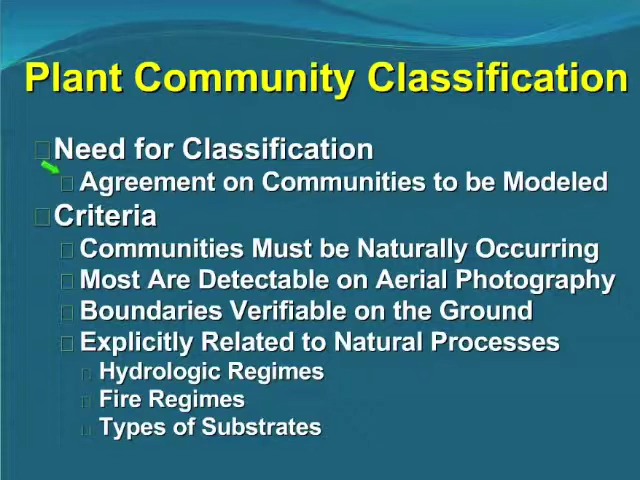 Plant Community Classification
Need for Classification
Agreement on Communities to be Modeled
Criteria
Communities Must be Naturally Occurring
Most Are Detectable on Aerial Photography
Boundaries Verifiable on the Ground
Explicitly Related to Natural Processes
Hydrologic Regimes
Fire Regimes
Types of Substrates